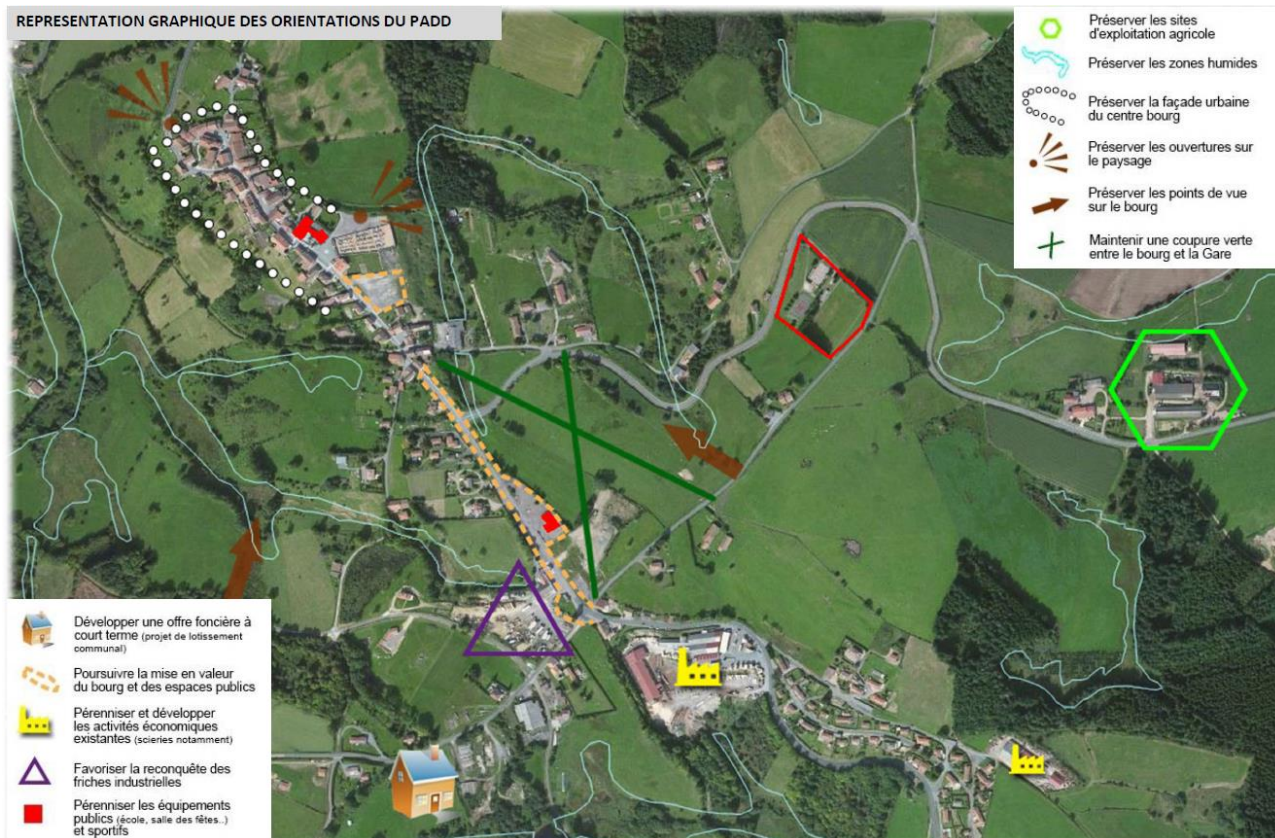 REPRESENTATION GRAPHIQUE DES ORIENTATIONS DU PADD
Préserver les sites
d'exploitation agricole
Préserver les zones humides
Préserver la façade urbaine
du centre bourg
Préserver les ouvertures sur
le paysage
Préserver les points de vue
sur le bourg
Maintenir une coupure verte
entre le bourg et la Gare
Développer une offre foncière à
court terme (projet de lotissement
communal)
Poursuivre la mise en valeur
du bourg et des espaces publics
Pérenniser et développer
les activités économiques
existantes (scieries notamment)
Favoriser la reconquête des
friches industrielles
Pérenniser les équipements
publics (école, salle des fêtes..)
et sportifs